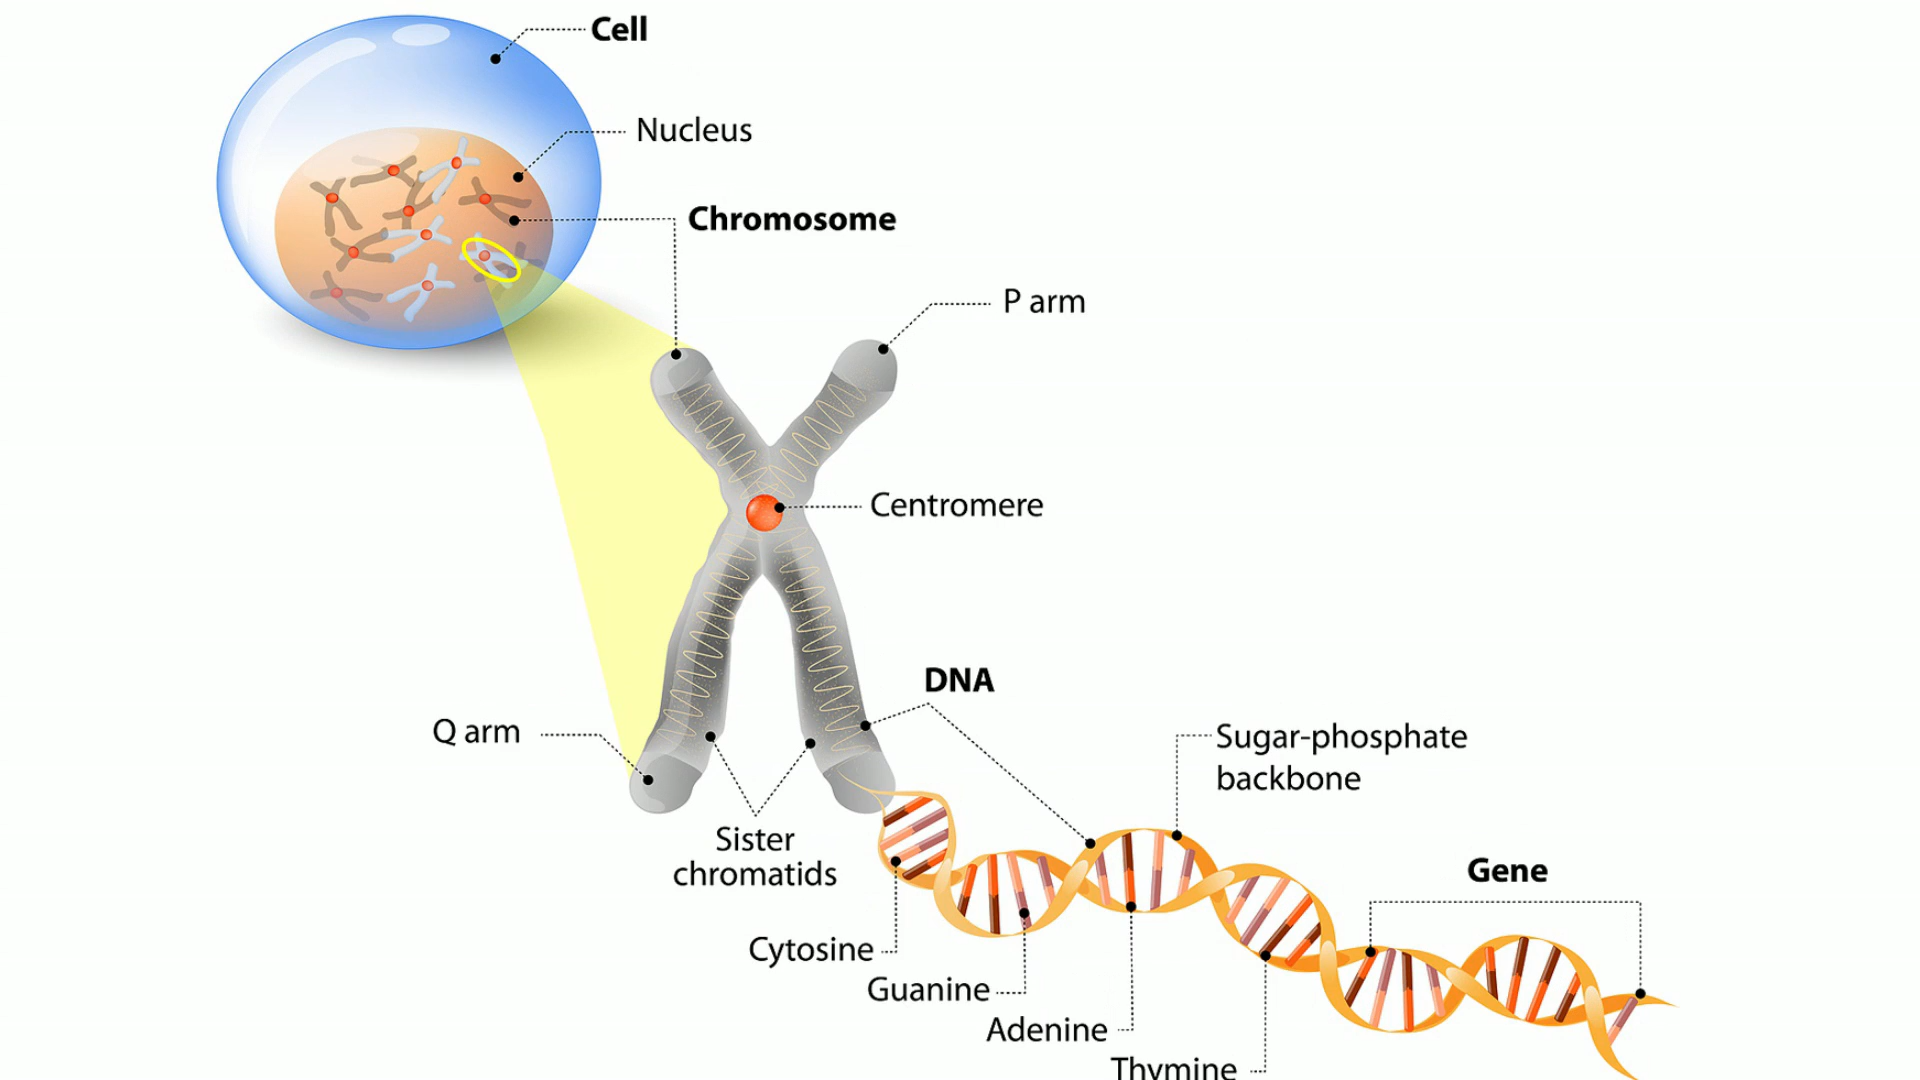 Cell
Nucleus
Chromosome
P arm
Centromere
DNA
Q arm
Sugar-phosphate
backbone
Sister
chromatids
Gene
Cytosine
Guanine
Adenine
Thymine